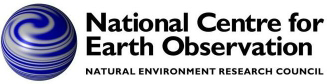 National Centre for
Earth Observation
NATURAL ENVIRONMENT RESEARCH COUNCIL